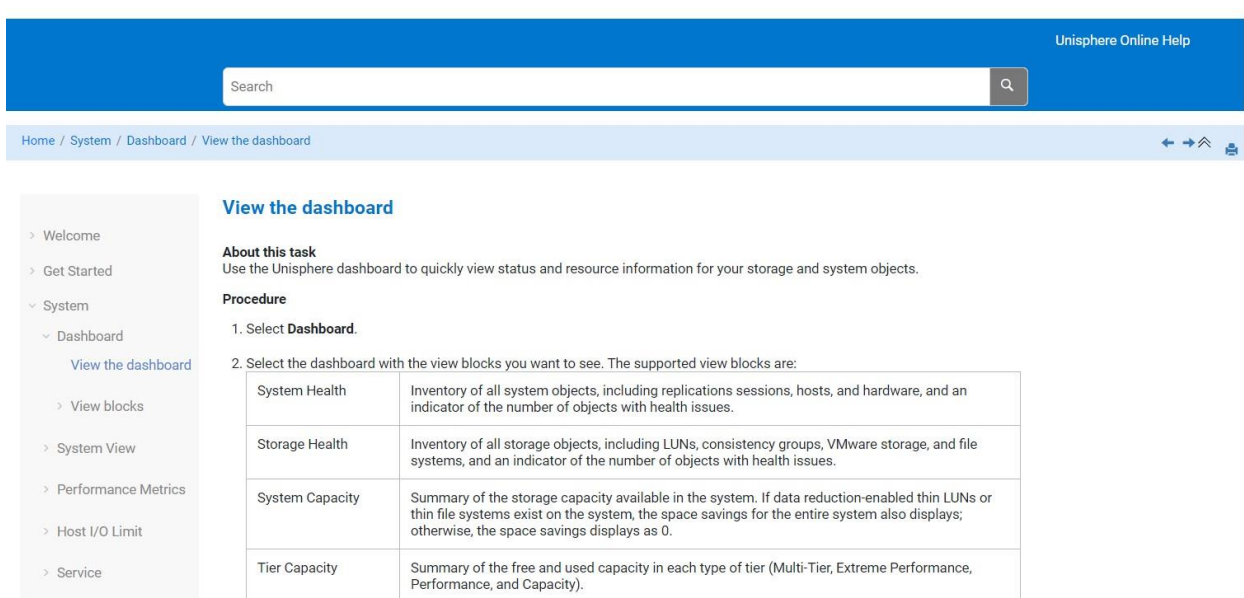 Unisphere Online Help
Search
Home / System / Dashboard / View the dashboard
View the dashboard
Welcome
Get Started
System
Dashboard
View the dashboard
View blocks
System View
Performance Metrics
Host I/O Limit
Service
About this task
Use the Unisphere dashboard to quickly view status and resource information for your storage and system objects.
Procedure
1. Select Dashboard.
2. Select the dashboard with the view blocks you want to see. The supported view blocks are:
System Health
Inventory of all system objects, including replications sessions, hosts, and hardware, and an
indicator of the number of objects with health issues.
Storage Health
Inventory of all storage objects, including LUNs, consistency groups, VMware storage, and file
systems, and an indicator of the number of objects with health issues.
System Capacity
Summary of the storage capacity available in the system. If data reduction-enabled thin LUNs or
thin file systems exist on the system, the space savings for the entire system also displays;
otherwise, the space savings displays as 0.
Tier Capacity
Summary of the free and used capacity in each type of tier (Multi-Tier, Extreme Performance,
Performance, and Capacity).